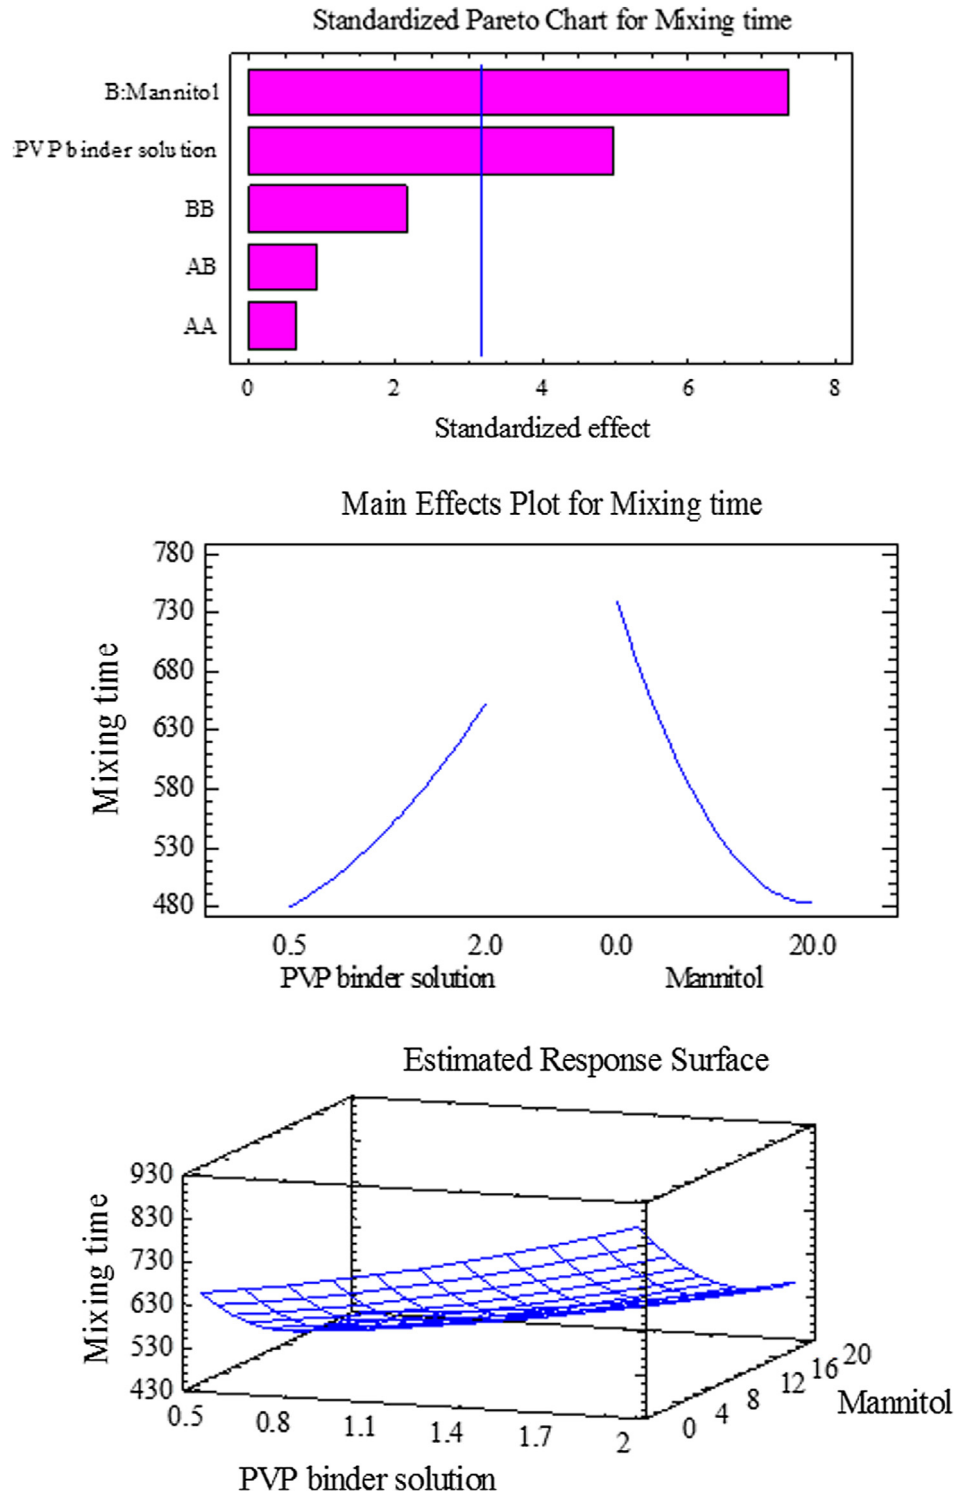 Standardized Pareto Chart for Mixing time
B:Mannitol
:PVP binder solution
BB
AB
AA
0 2 4 6 8
Standardized effect
Main Effects Plot for Mixing time
780
730
680
630
580
530
480
Mixing time
0.5 2.0 0.0 20.0
PVP binder solution Mannitol
Estimated Response Surface
930
830
730
630
530
430
Mixing time
0.5 0.8 1.1 1.4 1.7 2
0 4 8 12 16 20
Mannitol
PVP binder solution